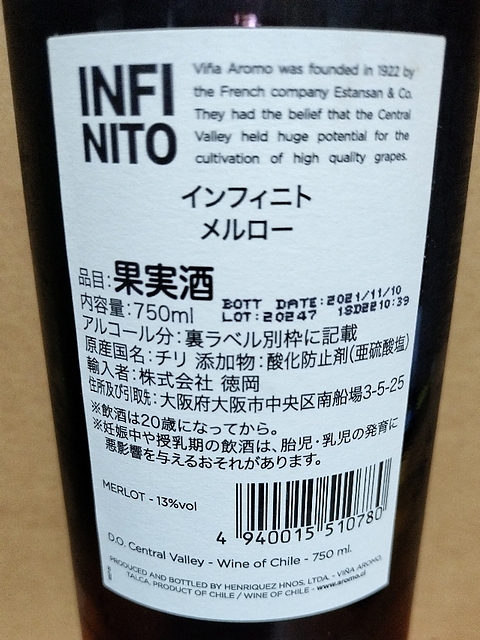 INFI
NITO
Viña Aromo was founded in 1922 by
the French company Estansan & Co.
They had the belief that the Central
Valley held huge potential for the
cultivation of high quality grapes.
インフィニト
メルロー
品目:果実酒
内容量:750ml
BOTT DATE:2021/11/10
LOT:20247 1SD2210:39
アルコール分:裏ラベル別枠に記載
原産国名:チリ 添加物:酸化防止剤(亜硫酸塩)
輸入者:株式会社 徳岡
住所及び引取先:大阪府大阪市中央区南船場3-5-25
※飲酒は20歳になってから。
※妊娠中や授乳期の飲酒は、胎児・乳児の発育に
悪影響を与えるおそれがあります。
MERLOT - 13%vol
4 940015 510780
D.O. Central Valley - Wine of Chile - 750 ml.
PRODUCED AND BOTTLED BY HENRIQUEZ HNOS. LTDA. - VIÑA AROMO,
TALCA. PRODUCT OF CHILE / WINE OF CHILE - www.aromo.cl